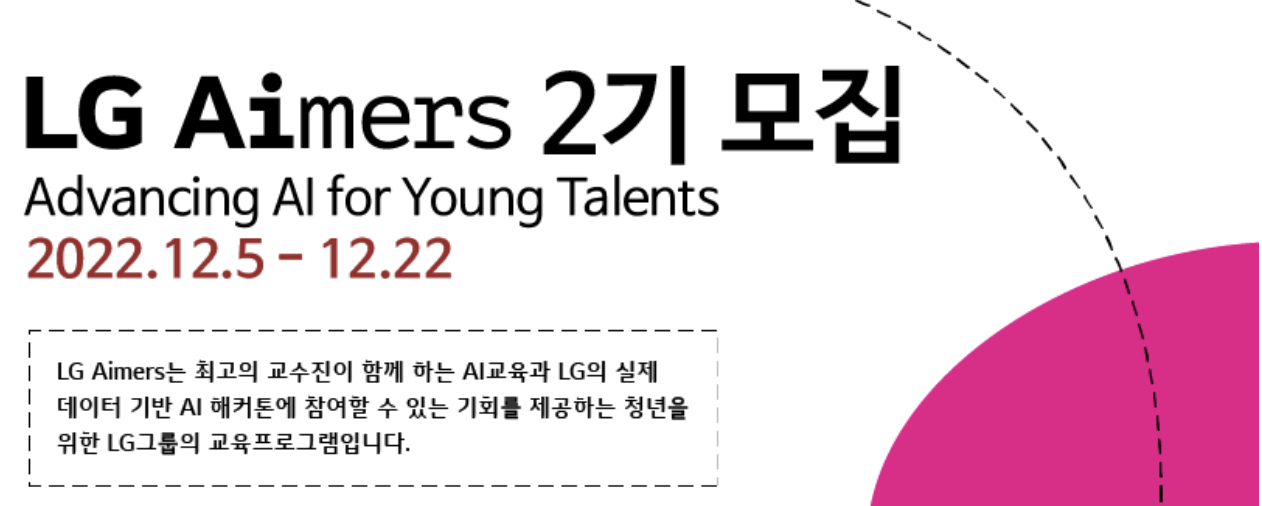 LG Aimers 2기 모집
Advancing AI for Young Talents
2022.12.5 – 12.22
LG Aimers는 최고의 교수진이 함께 하는 AI교육과 LG의 실제
데이터 기반 AI 해커톤에 참여할 수 있는 기회를 제공하는 청년을
위한 LG그룹의 교육프로그램입니다.